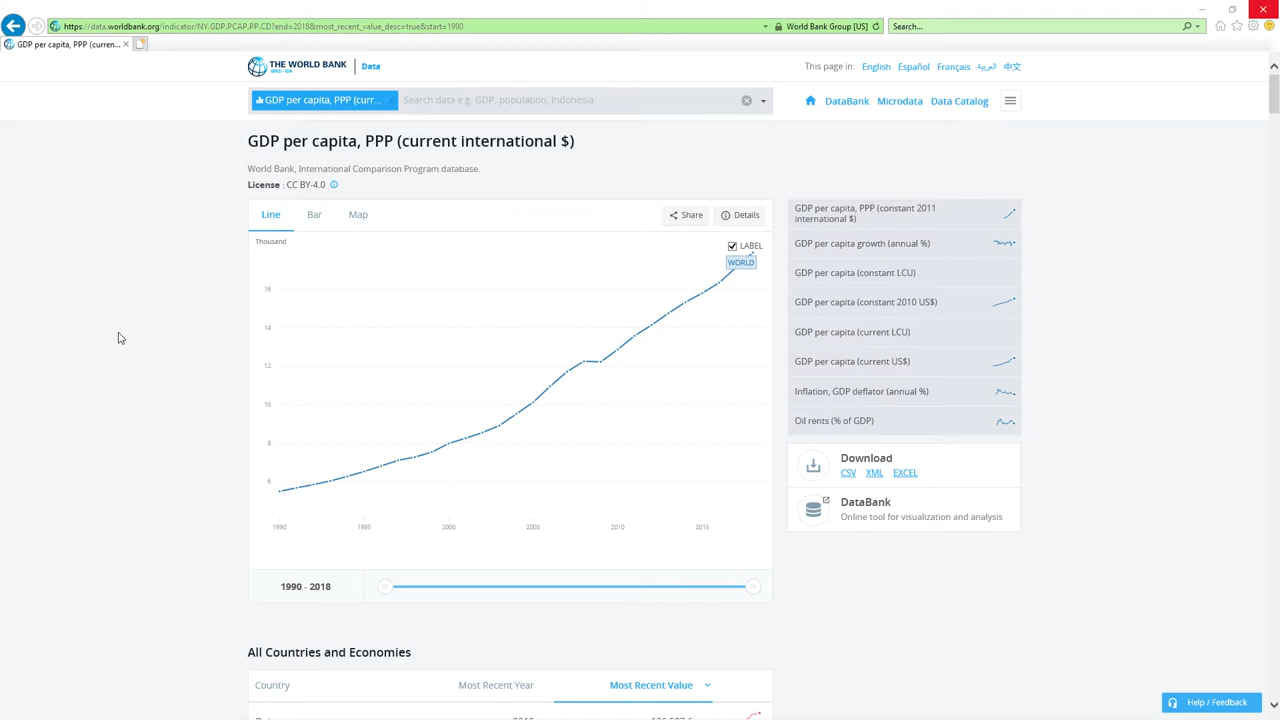 https://data.worldbank.org/indicator/NY.GDP.PCAP.PP.CD?end=2018&most_recent_value_desc=true&start=1990
World Bank Group [US]
Search...
GDP per capita, PPP (curren...
THE WORLD BANK
IBRD • IDA
Data
This page in: English Español Français العربية 中文
GDP per capita, PPP (curr...
Search data e.g. GDP, population, Indonesia
DataBank Microdata Data Catalog
GDP per capita, PPP (current international $)
World Bank, International Comparison Program database.
License : CC BY-4.0
Line Bar Map
Share Details
Thousand
LABEL
WORLD
16
14
12
10
8
6
1990 1995 2000 2005 2010 2015
1990 - 2018
GDP per capita, PPP (constant 2011
international $)
GDP per capita growth (annual %)
GDP per capita (constant LCU)
GDP per capita (constant 2010 US$)
GDP per capita (current LCU)
GDP per capita (current US$)
Inflation, GDP deflator (annual %)
Oil rents (% of GDP)
Download
CSV XML EXCEL
DataBank
Online tool for visualization and analysis
All Countries and Economies
Country Most Recent Year Most Recent Value
Help / Feedback